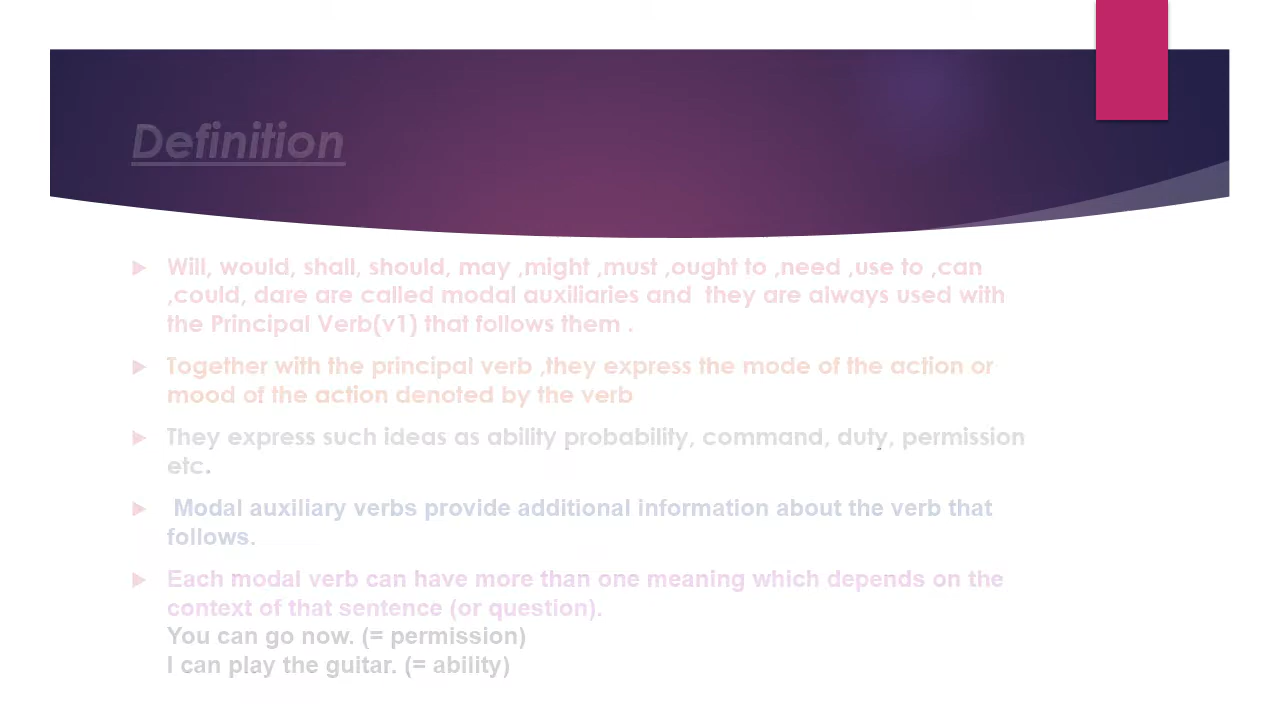 Definition
Will, would, shall, should, may ,might ,must ,ought to ,need ,use to ,can
,could, dare are called modal auxiliaries and  they are always used with
the Principal Verb(v1) that follows them .
Together with the principal verb ,they express the mode of the action or
mood of the action denoted by the verb
They express such ideas as ability probability, command, duty, permission
etc.
Modal auxiliary verbs provide additional information about the verb that
follows.
Each modal verb can have more than one meaning which depends on the
context of that sentence (or question).
You can go now. (= permission)
I can play the guitar. (= ability)